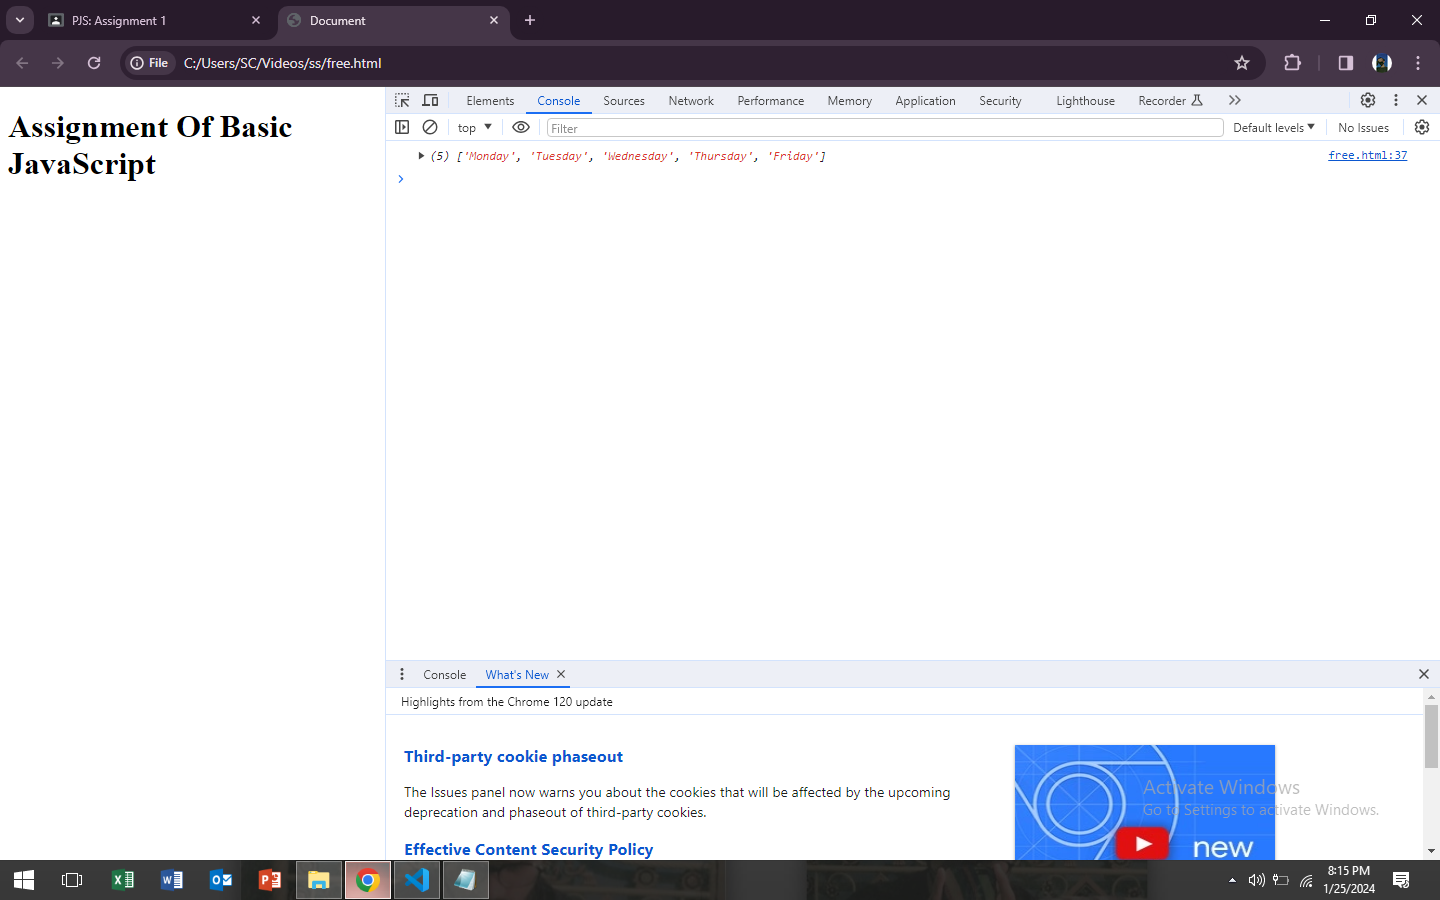 PJS: Assignment 1
Document
File
C:/Users/SC/Videos/ss/free.html
Elements Console Sources Network Performance Memory Application Security Lighthouse Recorder
top Filter Default levels No Issues
Assignment Of Basic
JavaScript
(5) ['Monday', 'Tuesday', 'Wednesday', 'Thursday', 'Friday'] free.html:37
Console What's New
Highlights from the Chrome 120 update
Third-party cookie phaseout
The Issues panel now warns you about the cookies that will be affected by the upcoming
deprecation and phaseout of third-party cookies.
Effective Content Security Policy
new
Activate Windows
Go to Settings to activate Windows.
8:15 PM
1/25/2024